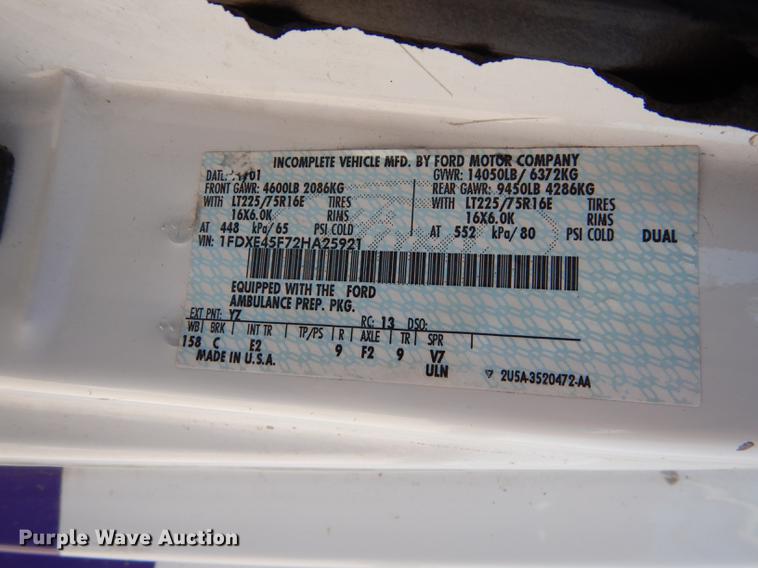 INCOMPLETE VEHICLE MFD. BY FORD MOTOR COMPANY
DATE: /01 GVWR: 14050LB/ 6372KG
FRONT GAWR: 4600LB 2086KG REAR GAWR: 9450LB 4286KG
WITH LT225/75R16E TIRES WITH LT225/75R16E TIRES
16X6.0K RIMS 16X6.0K RIMS
AT 448 kPa/65 PSI COLD AT 552 kPa/80 PSI COLD DUAL
VIN: 1FDXE45F72HA25921
EQUIPPED WITH THE FORD
AMBULANCE PREP. PKG.
EXT PNT: Y7 RC: 13 DSO:
WB BRK INT TR TP/PS R AXLE TR SPR
158 C E2 9 F2 9 V7
MADE IN U.S.A. ULN 2U5A-3520472-AA
Purple Wave Auction